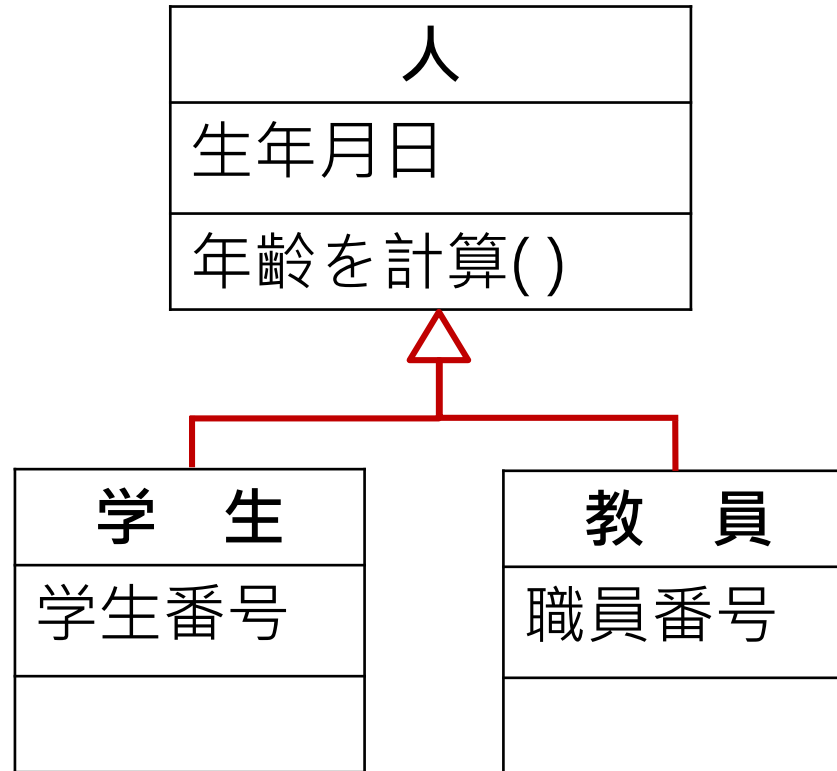 人
生年月日
年齢を計算( )
学　生
学生番号
教　員
職員番号